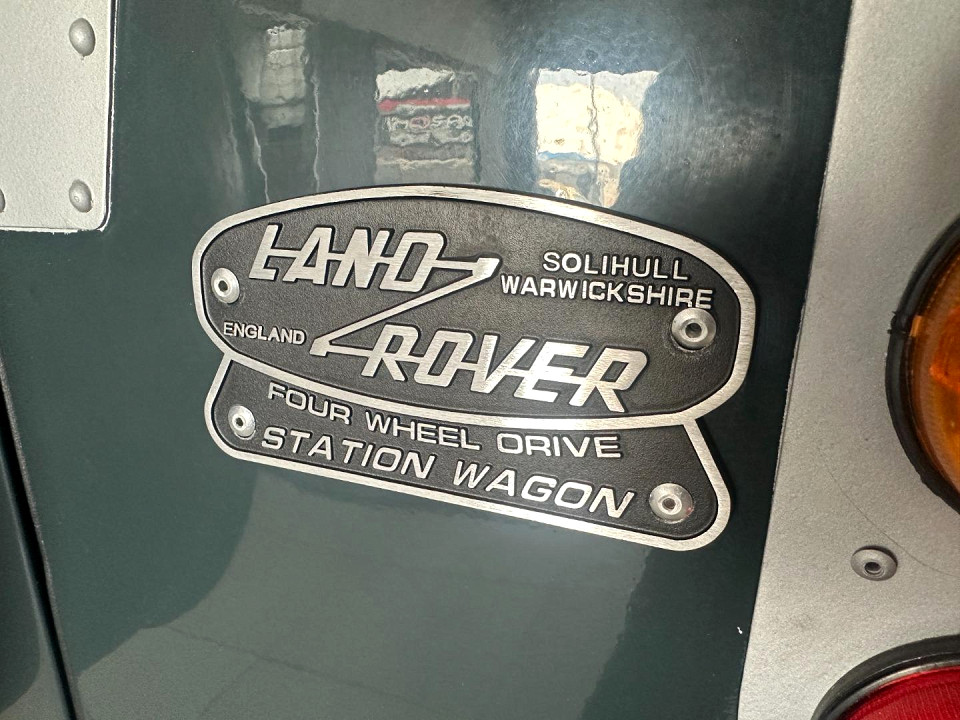 LAND
ROVER
SOLIHULL
WARWICKSHIRE
ENGLAND
FOUR WHEEL DRIVE
STATION WAGON